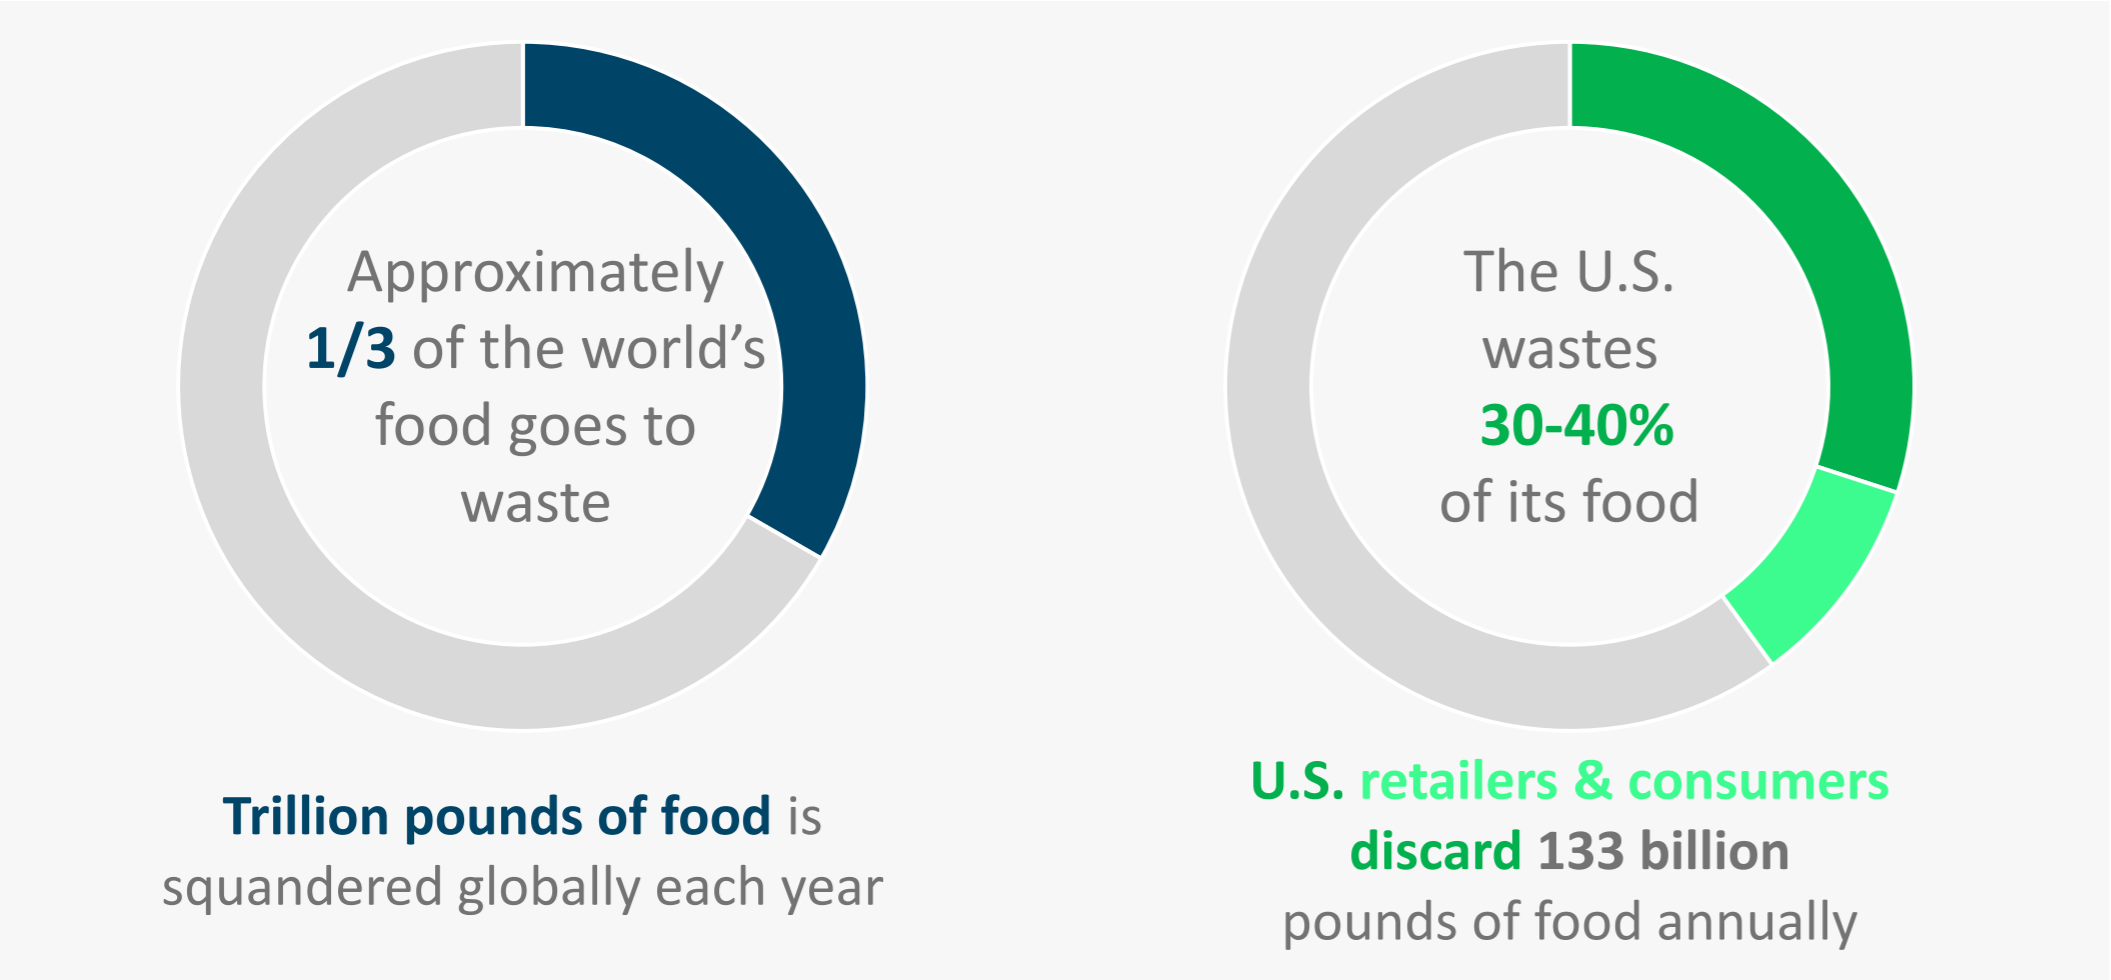 Approximately
1/3 of the world’s
food goes to
waste
Trillion pounds of food is
squandered globally each year
The U.S.
wastes
30-40%
of its food
U.S. retailers & consumers
discard 133 billion
pounds of food annually